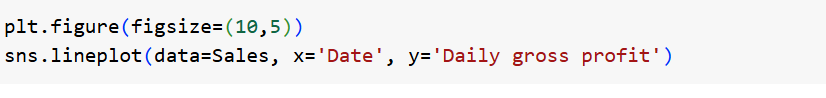 plt.figure(figsize=(10,5))
sns.lineplot(data=Sales, x='Date', y='Daily gross profit')